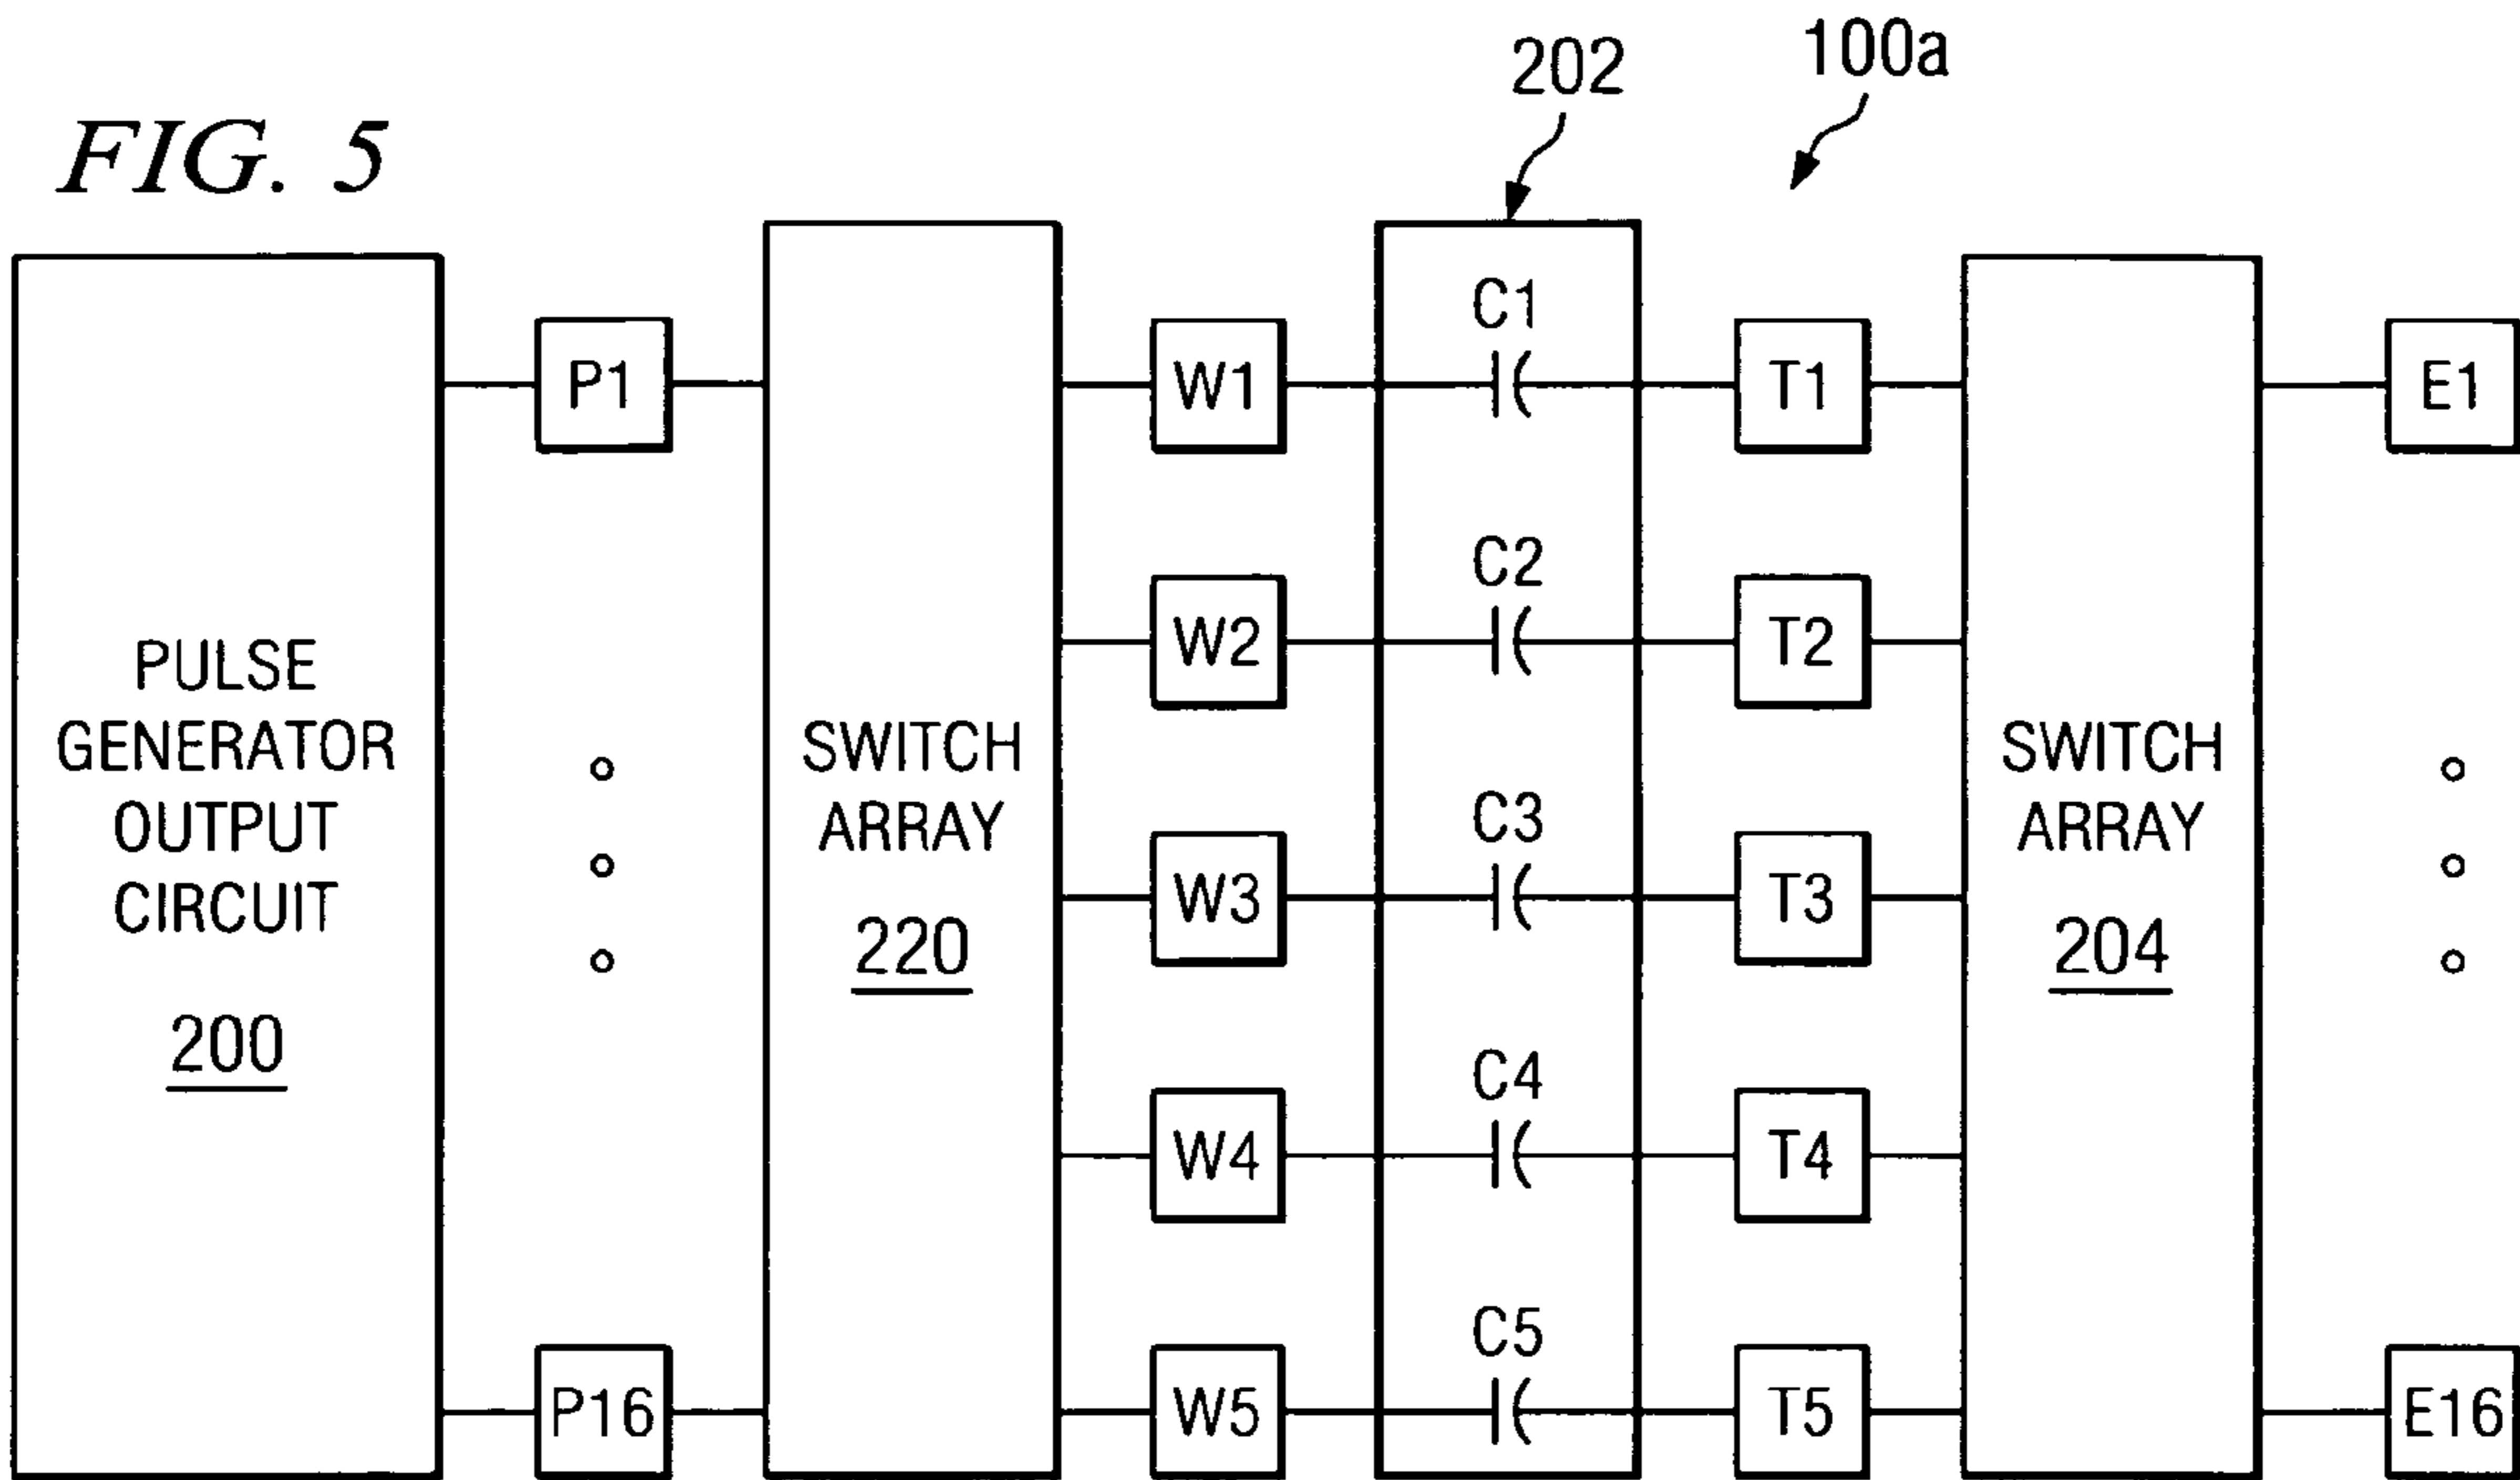 FIG. 5
202
100a
PULSE
GENERATOR
OUTPUT
CIRCUIT
200
P1
P16
SWITCH
ARRAY
220
W1
W2
W3
W4
W5
C1
C2
C3
C4
C5
T1
T2
T3
T4
T5
SWITCH
ARRAY
204
E1
E16